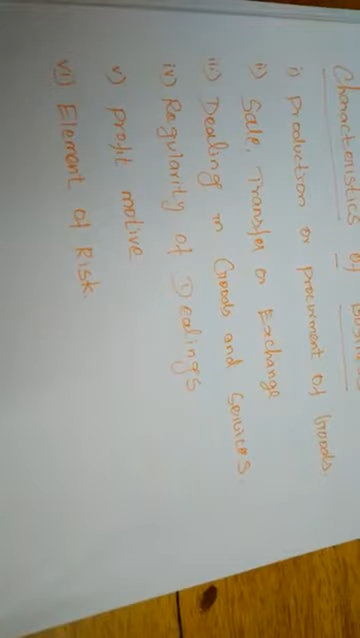 Characteristics of Business
i) Production or procurement of Goods.
ii) Sale, Transfer or Exchange
iii) Dealing in Goods and Services.
iv) Regularity of Dealings
v) profit motive
vi) Element of Risk.